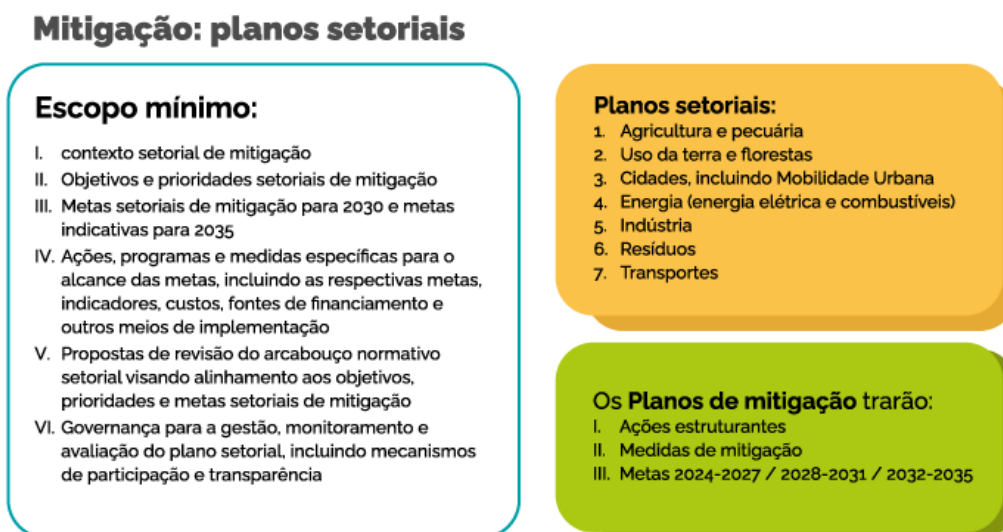 Mitigação: planos setoriais
Escopo mínimo:
I. contexto setorial de mitigação
II. Objetivos e prioridades setoriais de mitigação
III. Metas setoriais de mitigação para 2030 e metas
indicativas para 2035
IV. Ações, programas e medidas específicas para o
alcance das metas, incluindo as respectivas metas,
indicadores, custos, fontes de financiamento e
outros meios de implementação
V. Propostas de revisão do arcabouço normativo
setorial visando alinhamento aos objetivos,
prioridades e metas setoriais de mitigação
VI. Governança para a gestão, monitoramento e
avaliação do plano setorial, incluindo mecanismos
de participação e transparência
Planos setoriais:
1. Agricultura e pecuária
2. Uso da terra e florestas
3. Cidades, incluindo Mobilidade Urbana
4. Energia (energia elétrica e combustíveis)
5. Indústria
6. Resíduos
7. Transportes
Os Planos de mitigação trarão:
I. Ações estruturantes
II. Medidas de mitigação
III. Metas 2024-2027 / 2028-2031 / 2032-2035